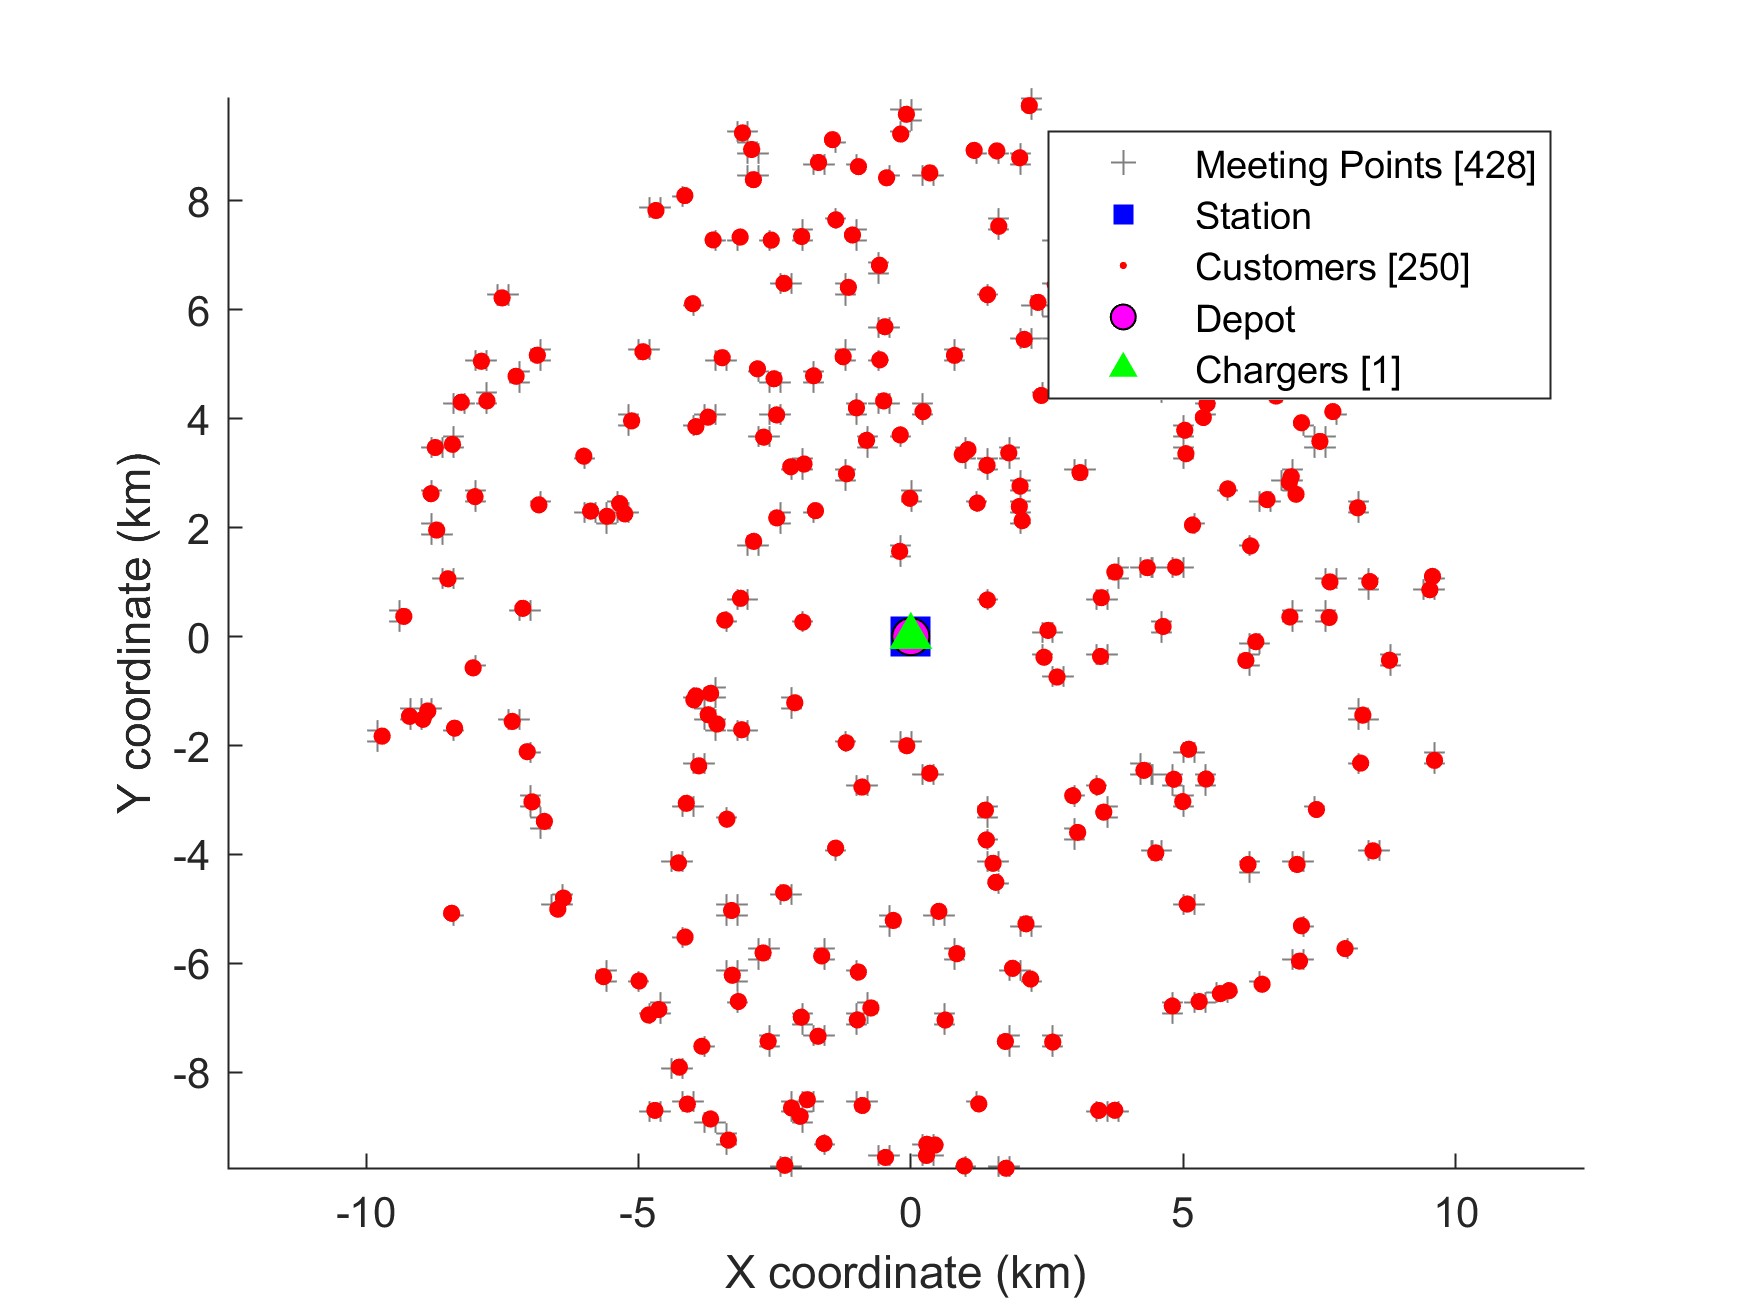 Meeting Points [428]
Station
Customers [250]
Depot
Chargers [1]
8
6
4
2
0
-2
-4
-6
-8
Y coordinate (km)
-10 -5 0 5 10
X coordinate (km)